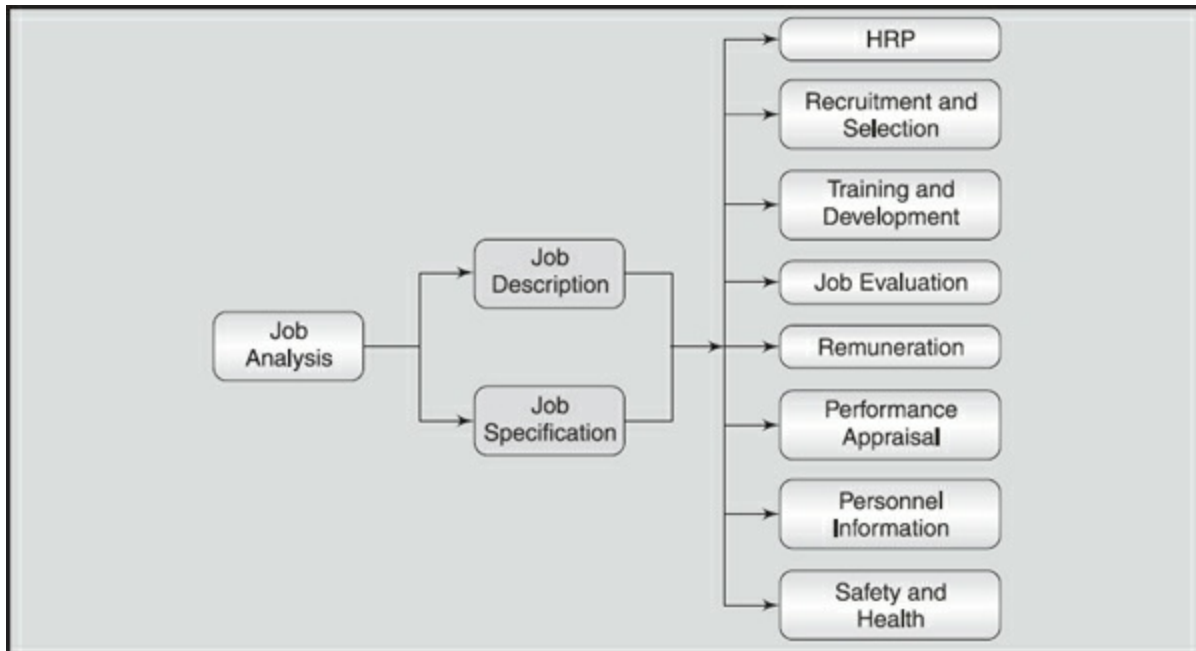 Job
Analysis
Job
Description
Job
Specification
HRP
Recruitment and
Selection
Training and
Development
Job Evaluation
Remuneration
Performance
Appraisal
Personnel
Information
Safety and
Health